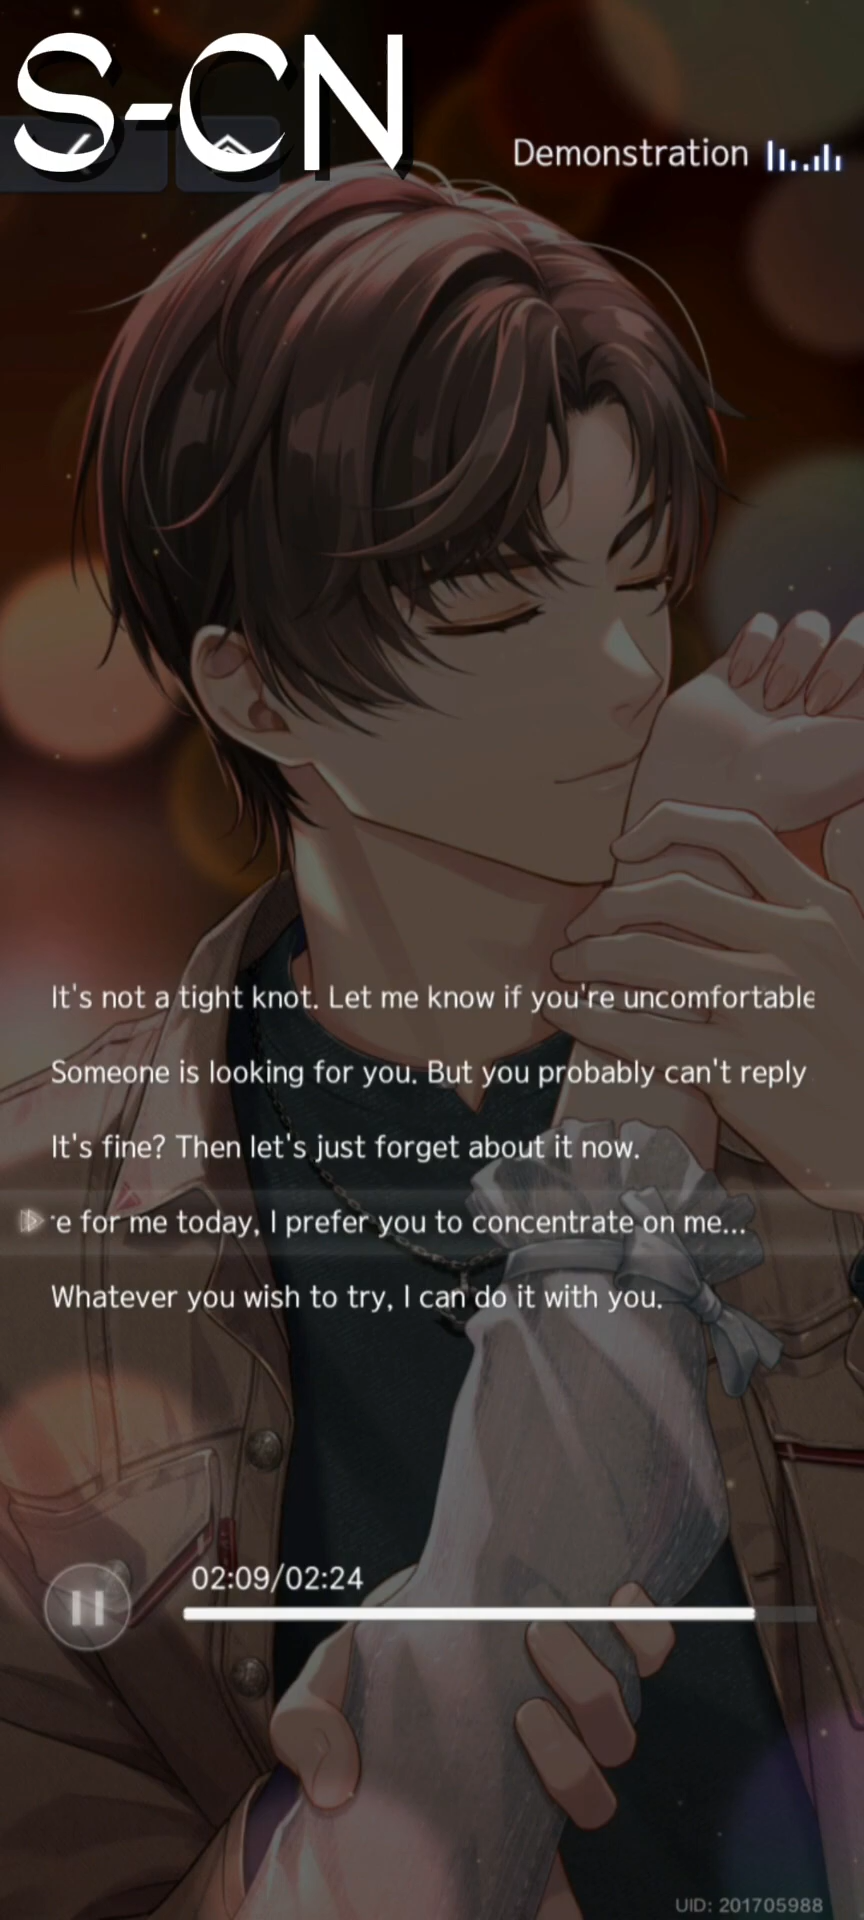 S-CN
Demonstration
It's not a tight knot. Let me know if you're uncomfortable
Someone is looking for you. But you probably can't reply
It's fine? Then let's just forget about it now.
e for me today, I prefer you to concentrate on me...
Whatever you wish to try, I can do it with you.
02:09/02:24
UID: 201705988